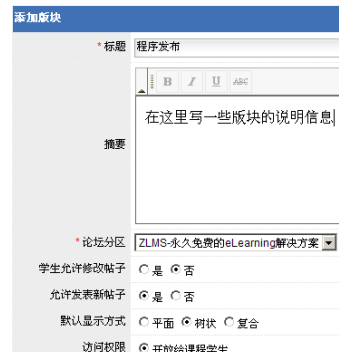 添加版块
*标题 程序发布
B I U ABC
在这里写一些版块的说明信息
摘要
*论坛分区 ZLMS-永久免费的eLearning解决方案
学生允许修改帖子 是 否
允许发表新帖子 是 否
默认显示方式 平面 树状 复合
访问权限 开放给课程学生